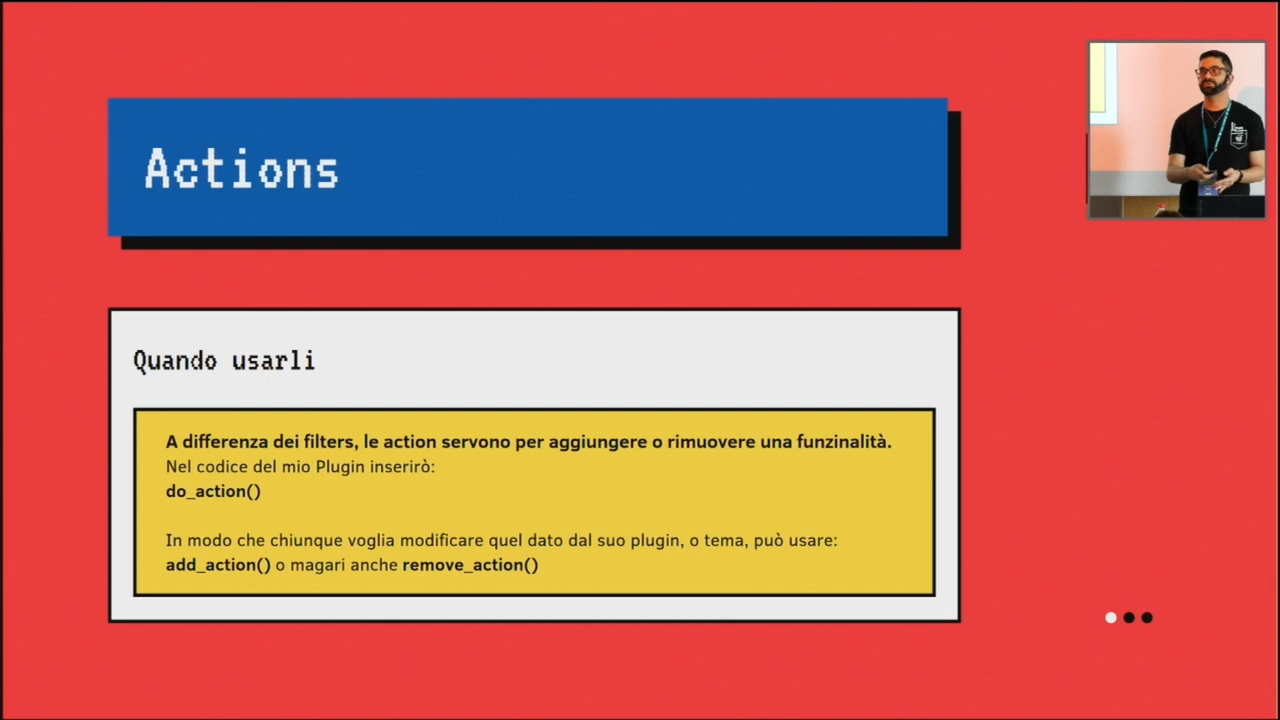 Actions
Quando usarli
A differenza dei filters, le action servono per aggiungere o rimuovere una funzinalità.
Nel codice del mio Plugin inserirò:
do_action()
In modo che chiunque voglia modificare quel dato dal suo plugin, o tema, può usare:
add_action() o magari anche remove_action()